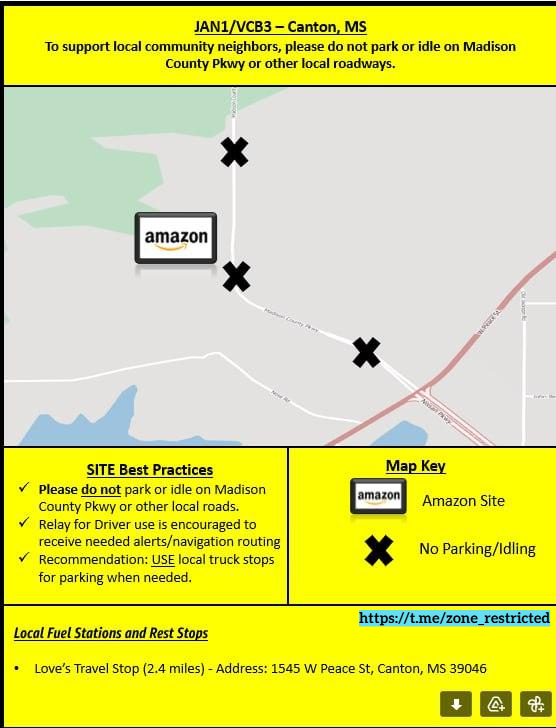 JAN1/VCB3 – Canton, MS
To support local community neighbors, please do not park or idle on Madison
County Pkwy or other local roadways.
amazon
Madison County Pkwy
W Peace St.
Nissan Pkwy
SITE Best Practices
✓ Please do not park or idle on Madison
County Pkwy or other local roads.
✓ Relay for Driver use is encouraged to
receive needed alerts/navigation routing
✓ Recommendation: USE local truck stops
for parking when needed.
Map Key
amazon
Amazon Site
No Parking/Idling
https://t.me/zone_restricted
Local Fuel Stations and Rest Stops
• Love's Travel Stop (2.4 miles) - Address: 1545 W Peace St, Canton, MS 39046